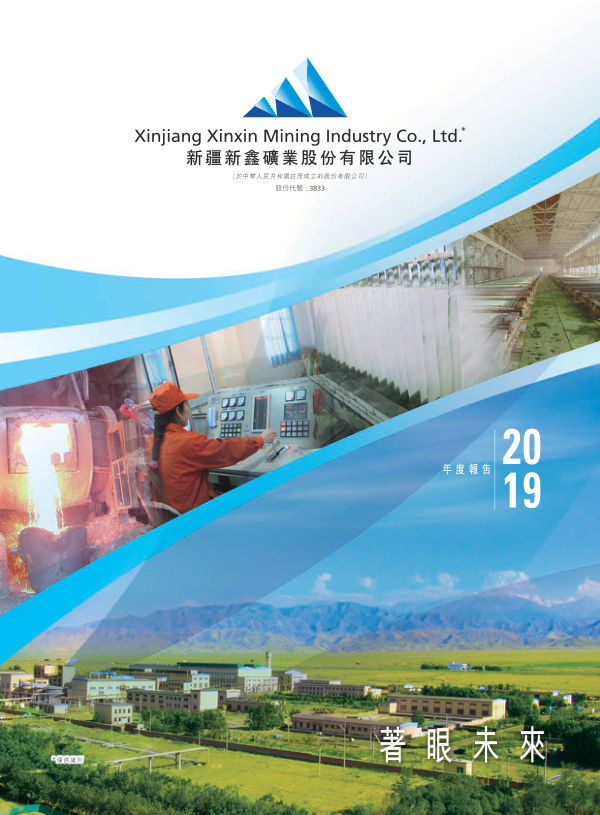 Xinjiang Xinxin Mining Industry Co., Ltd.*
新疆新鑫礦業股份有限公司
（於中華人民共和國註冊成立的股份有限公司）
股份代號：3833
年度報告
20
19
著眼未來
*僅供識別